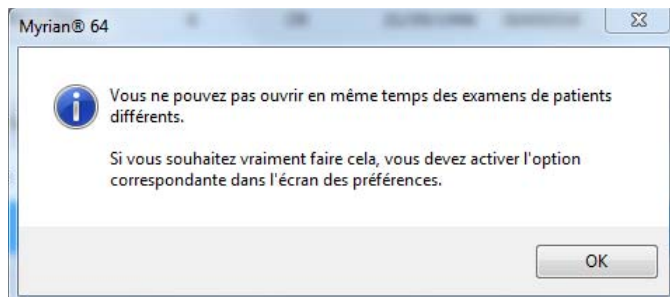 Myrian® 64
Vous ne pouvez pas ouvrir en même temps des examens de patients
différents.
Si vous souhaitez vraiment faire cela, vous devez activer l'option
correspondante dans l'écran des préférences.
OK